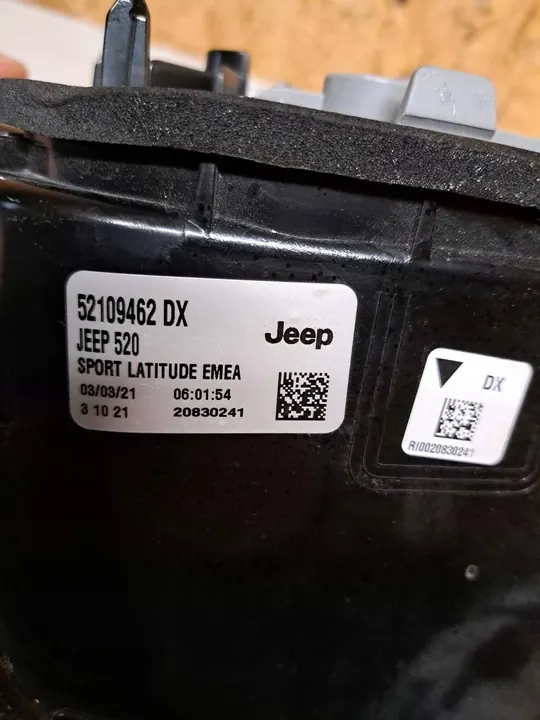 52109462 DX
JEEP 520
Jeep
SPORT LATITUDE EMEA
03/03/21 06:01:54
3 10 21 20830241
DX
RI0020830241